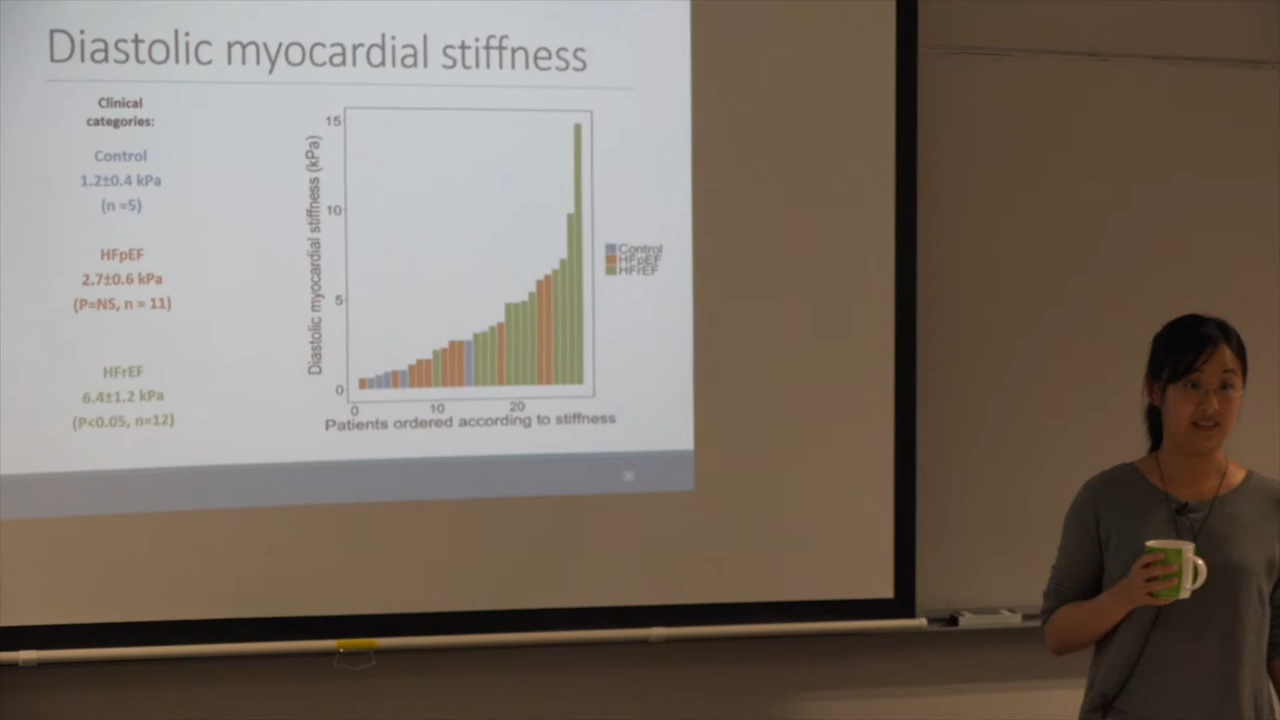 Diastolic myocardial stiffness
Clinical
categories:
Control
1.2±0.4 kPa
(n =5)
HFpEF
2.7±0.6 kPa
(P=NS, n = 11)
HFrEF
6.4±1.2 kPa
(P<0.05, n=12)
Diastolic myocardial stiffness (kPa)
15
10
5
0
0
10
20
Patients ordered according to stiffness
Control
HFpEF
HFrEF